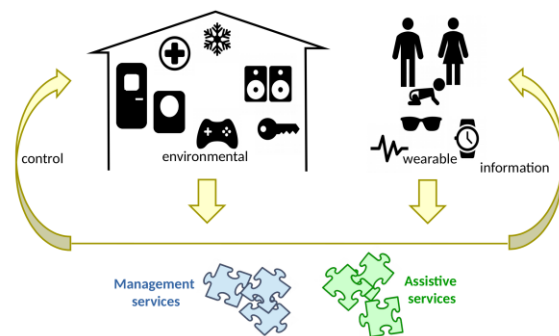 environmental
control
wearable
information
Management
services
Assistive
services